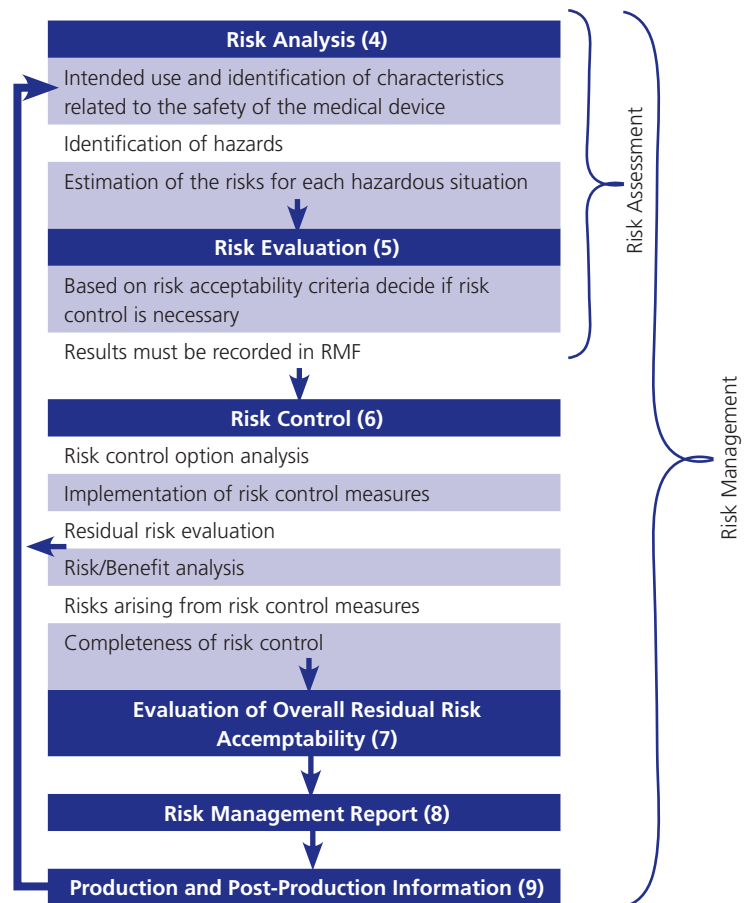 Risk Analysis (4)
Intended use and identification of characteristics
related to the safety of the medical device
Identification of hazards
Estimation of the risks for each hazardous situation
Risk Evaluation (5)
Based on risk acceptability criteria decide if risk
control is necessary
Results must be recorded in RMF
Risk Control (6)
Risk control option analysis
Implementation of risk control measures
Residual risk evaluation
Risk/Benefit analysis
Risks arising from risk control measures
Completeness of risk control
Evaluation of Overall Residual Risk
Accemptability (7)
Risk Management Report (8)
Production and Post-Production Information (9)
Risk Assessment
Risk Management